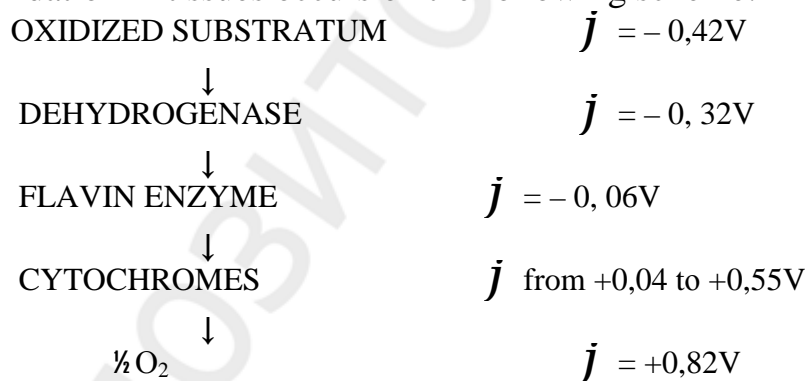 OXIDIZED SUBSTRATUM j = – 0,42V
↓
DEHYDROGENASE j = – 0, 32V
↓
FLAVIN ENZYME j = – 0, 06V
↓
CYTOCHROMES j from +0,04 to +0,55V
↓
½ O₂ j = +0,82V